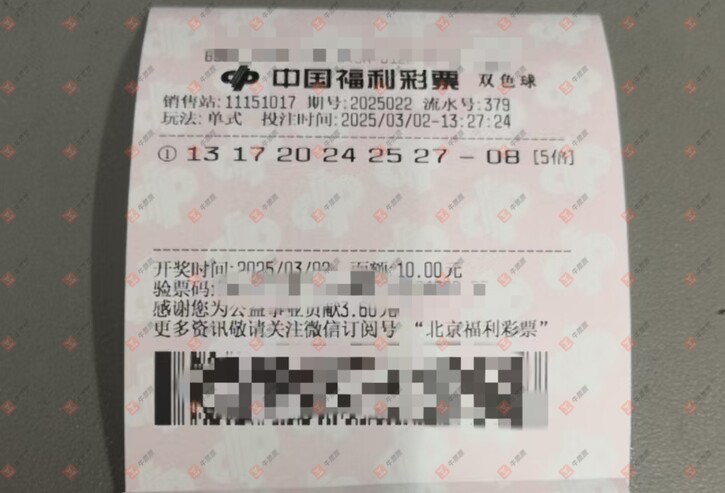 中国福利彩票 双色球
销售站:11151017 期号:2025022 流水号:379
玩法:单式 投注时间:2025/03/02-13:27:24
① 13 17 20 24 25 27 - 08 [5倍]
开奖时间:2025/03/02 面额:10.00元
验票码:
感谢您为公益事业贡献3.60元
更多资讯敬请关注微信订阅号 “北京福利彩票”